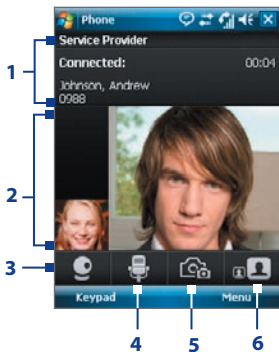 Phone
Service Provider
Connected: 00:04
Johnson, Andrew
0988
1
2
3
Keypad Menu
4 5 6